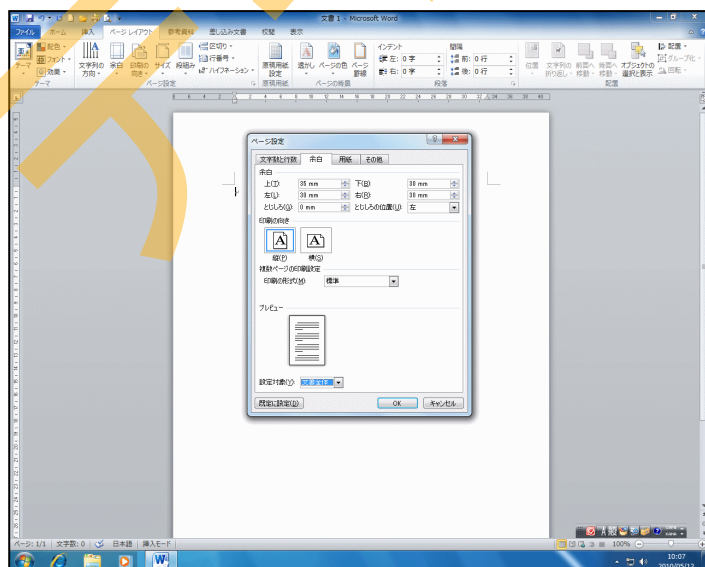 文書 1 - Microsoft Word
ファイル ホーム 挿入 ページ レイアウト 参考資料 差し込み文書 校閲 表示
テーマ 配色 フォント 効果
文字列の方向 余白 印刷の向き サイズ 段組み 区切り 行番号 ハイフネーション
原稿用紙設定 透かし ページの色 ページ罫線
インデント 間隔
左: 0 字 前: 0 行
右: 0 字 後: 0 行
位置 文字列の折り返し 前面へ移動 背面へ移動 オブジェクトの選択と表示 配置 グループ化 回転
テーマ ページ設定 原稿用紙 ページの背景 段落 配置
ページ設定
文字数と行数 余白 用紙 その他
余白
上(T): 35 mm 下(B): 30 mm
左(L): 30 mm 右(R): 30 mm
とじしろ(G): 0 mm とじしろの位置(U): 左
印刷の向き
縦(P) 横(S)
複数ページの印刷設定
印刷の形式(M): 標準
プレビュー
設定対象(Y): 文書全体
既定に設定(D) OK キャンセル
ページ: 1/1 文字数: 0 日本語 挿入モード
A 般 CAPS KANA
100%
10:07
2010/05/13